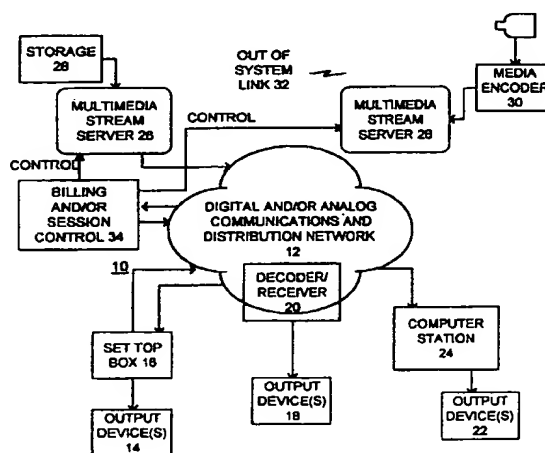 STORAGE
28
OUT OF
SYSTEM
LINK 32
MEDIA
ENCODER
30
MULTIMEDIA
STREAM
SERVER 26
MULTIMEDIA
STREAM
SERVER 26
CONTROL
CONTROL
BILLING
AND/OR
SESSION
CONTROL 34
DIGITAL AND/OR ANALOG
COMMUNICATIONS AND
DISTRIBUTION NETWORK
12
10
DECODER/
RECEIVER
20
SET TOP
BOX 16
COMPUTER
STATION
24
OUTPUT
DEVICE(S)
14
OUTPUT
DEVICE(S)
18
OUTPUT
DEVICE(S)
22